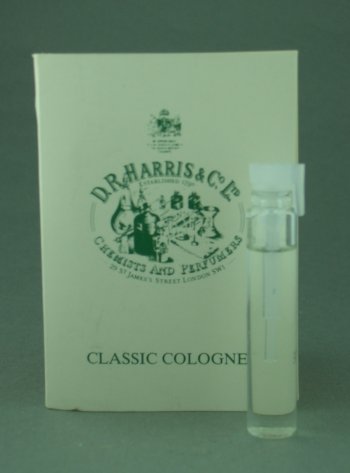 D.R. HARRIS & Co. LTD
ESTABLISHED 1790
CHEMISTS AND PERFUMERS
29 ST JAMES'S STREET LONDON SW1
CLASSIC COLOGNE